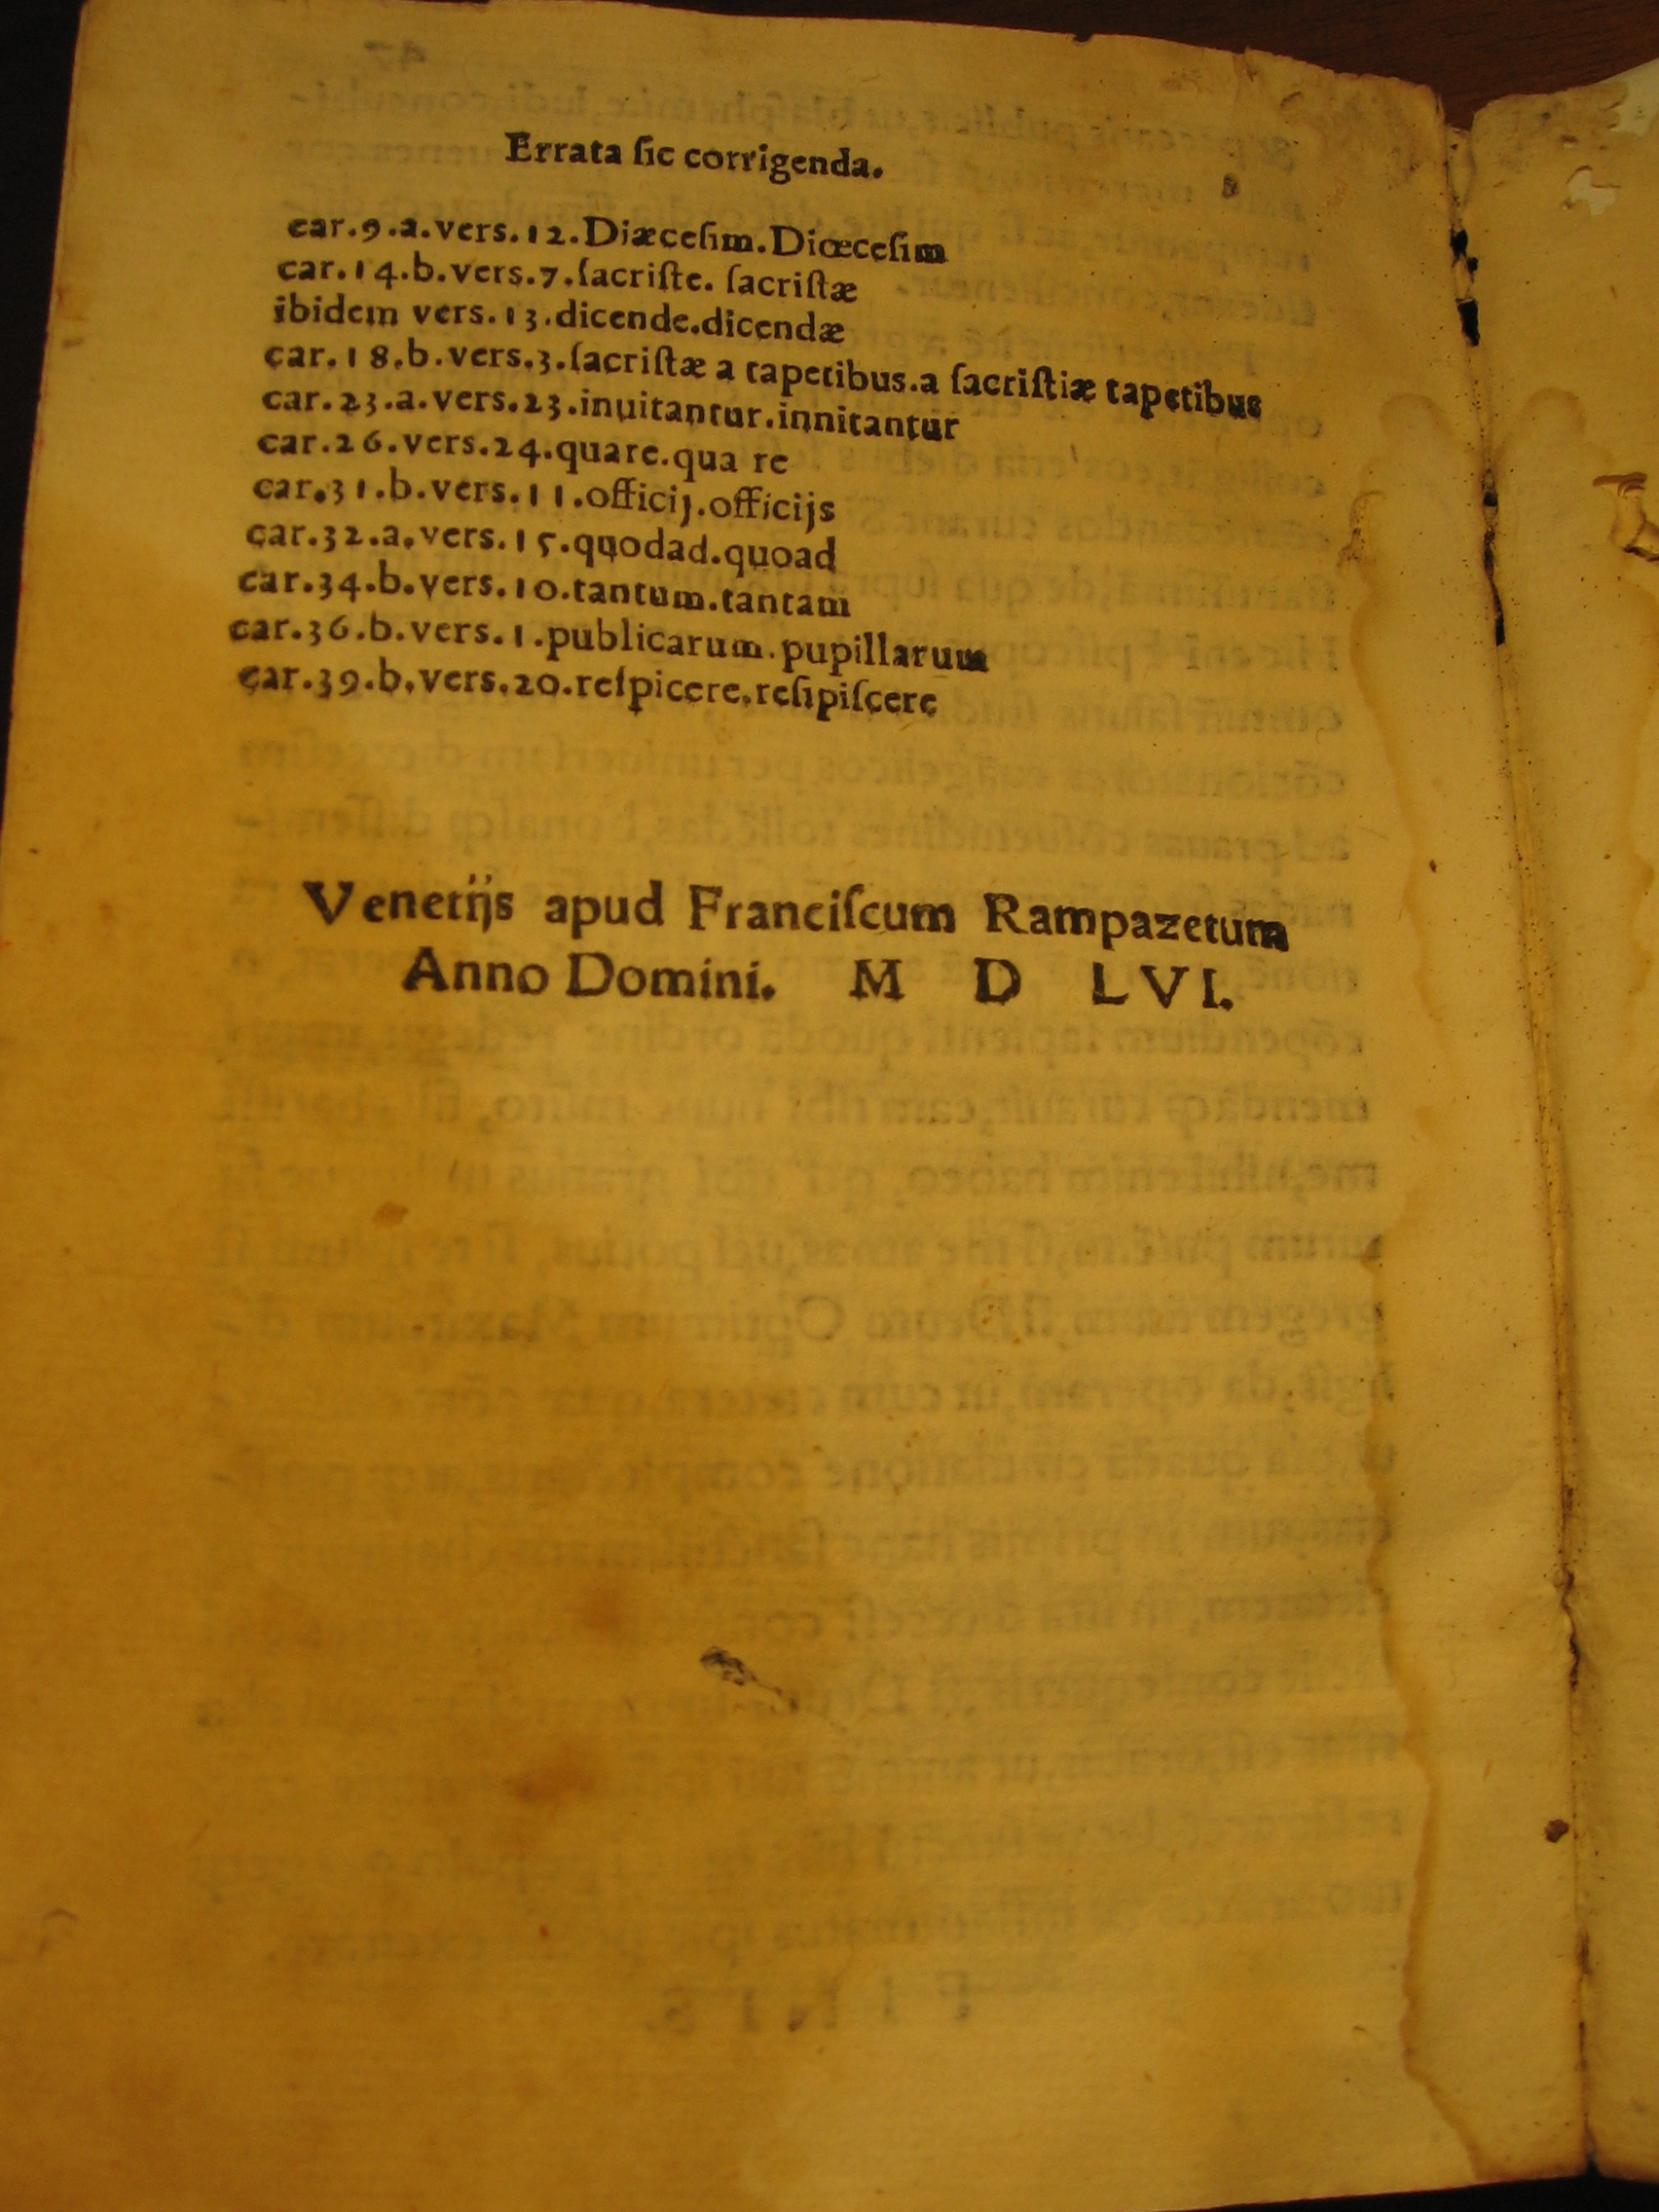 Errata ſic corrigenda.
car.9.a.vers.12.Diæceſim.Diœceſim
car.14.b.vers.7.ſacriſte. ſacriſtæ
ibidem vers.13.dicende.dicendæ
car.18.b.vers.3.ſacriſtæ a tapetibus.a ſacriſtiæ tapetibus
car.23.a.vers.23.inuitantur.innitantur
car.26.vers.24.quare.qua re
car.31.b.vers.11.officij.officijs
car.32.a.vers.15.quodad.quoad
car.34.b.vers.10.tantum.tantam
car.36.b.vers.1.publicarum.pupillarum
car.39.b.vers.20.reſpicere.reſipiſcere
Venetijs apud Franciſcum Rampazetum
Anno Domini. M D LVI.